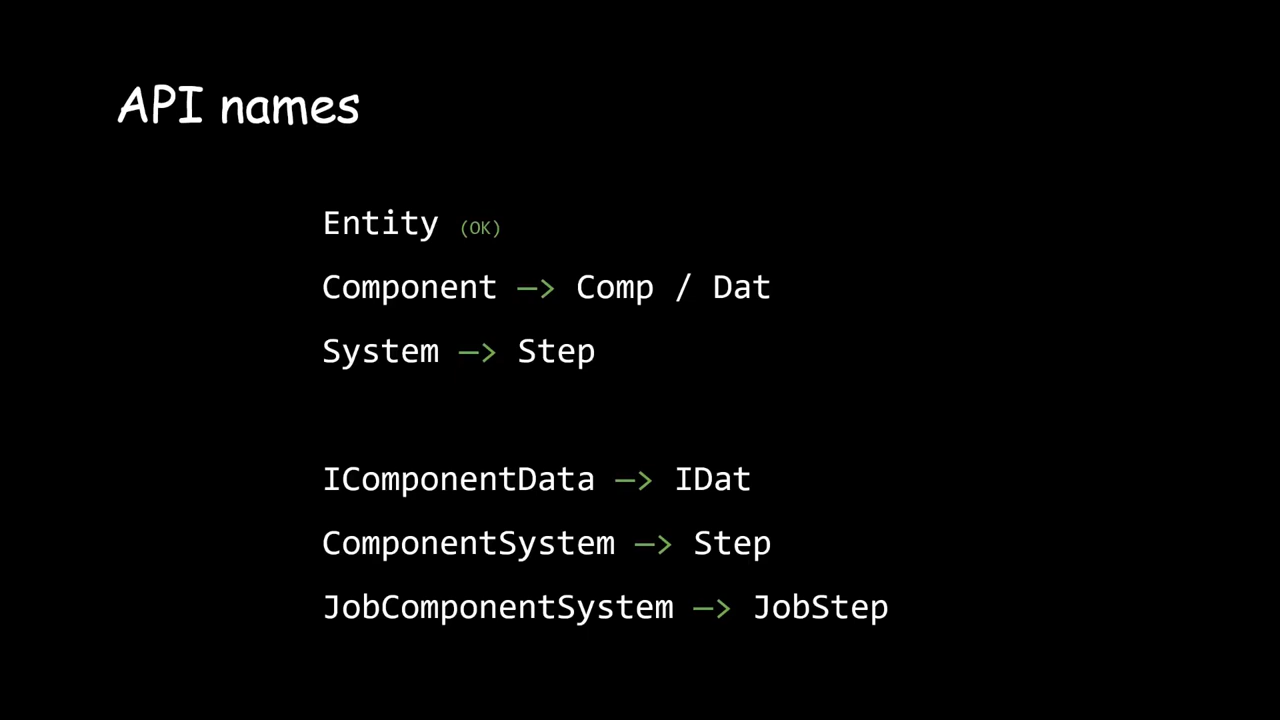 API names
Entity (OK)
Component —> Comp / Dat
System —> Step
IComponentData —> IDat
ComponentSystem —> Step
JobComponentSystem —> JobStep